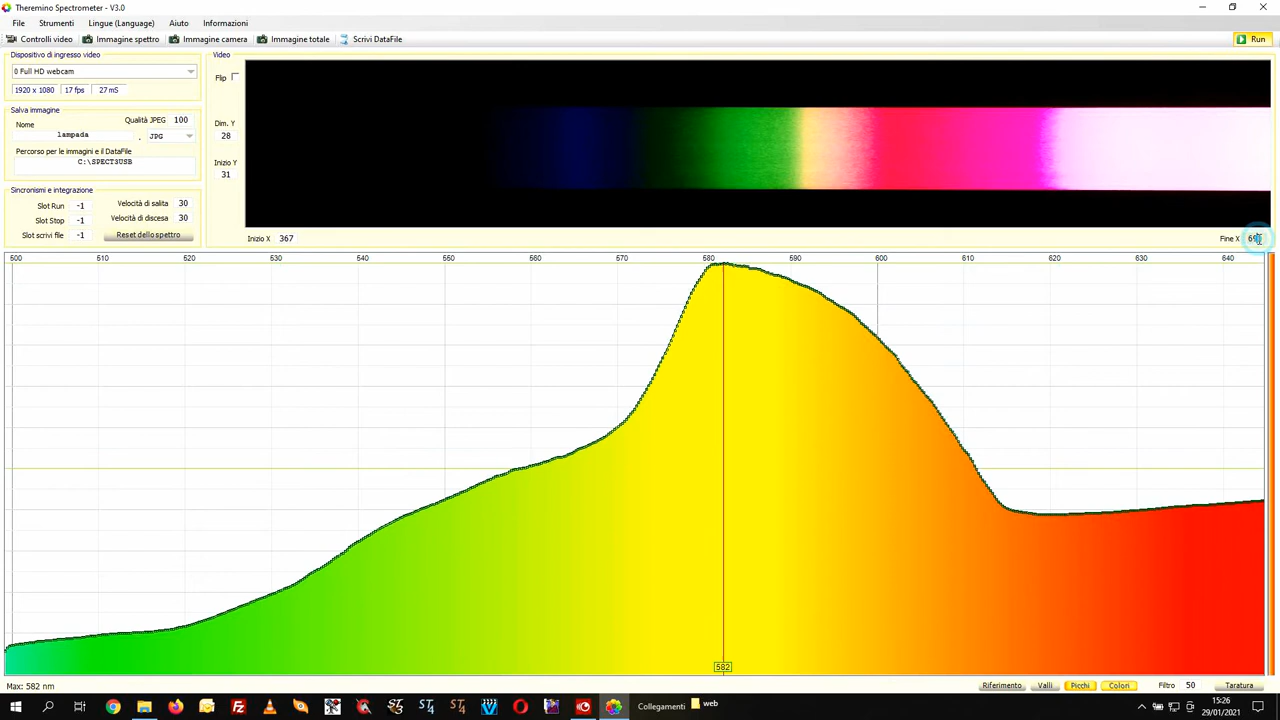 Theremino Spectrometer - V3.0
File Strumenti Lingue (Language) Aiuto Informazioni
Controlli video Immagine spettro Immagine camera Immagine totale Scrivi DataFile Run
Dispositivo di ingresso video
0 Full HD webcam
1920 x 1080 17 fps 27 mS
Salva immagine
Qualità JPEG 100
Nome
lampada . JPG
Percorso per le immagini e il DataFile
C:\SPECT3USB
Sincronismi e integrazione
Slot Run -1 Velocità di salita 30
Slot Stop -1 Velocità di discesa 30
Slot scrivi file -1 Reset dello spettro
Video
Flip
Dim. Y
28
Inizio Y
31
Inizio X 367 Fine X
500 510 520 530 540 550 560 570 580 590 600 610 620 630 640
582
Max: 582 nm Riferimento Valli Picchi Colori Filtro 50 Taratura
Collegamenti web
15:26
29/01/2021